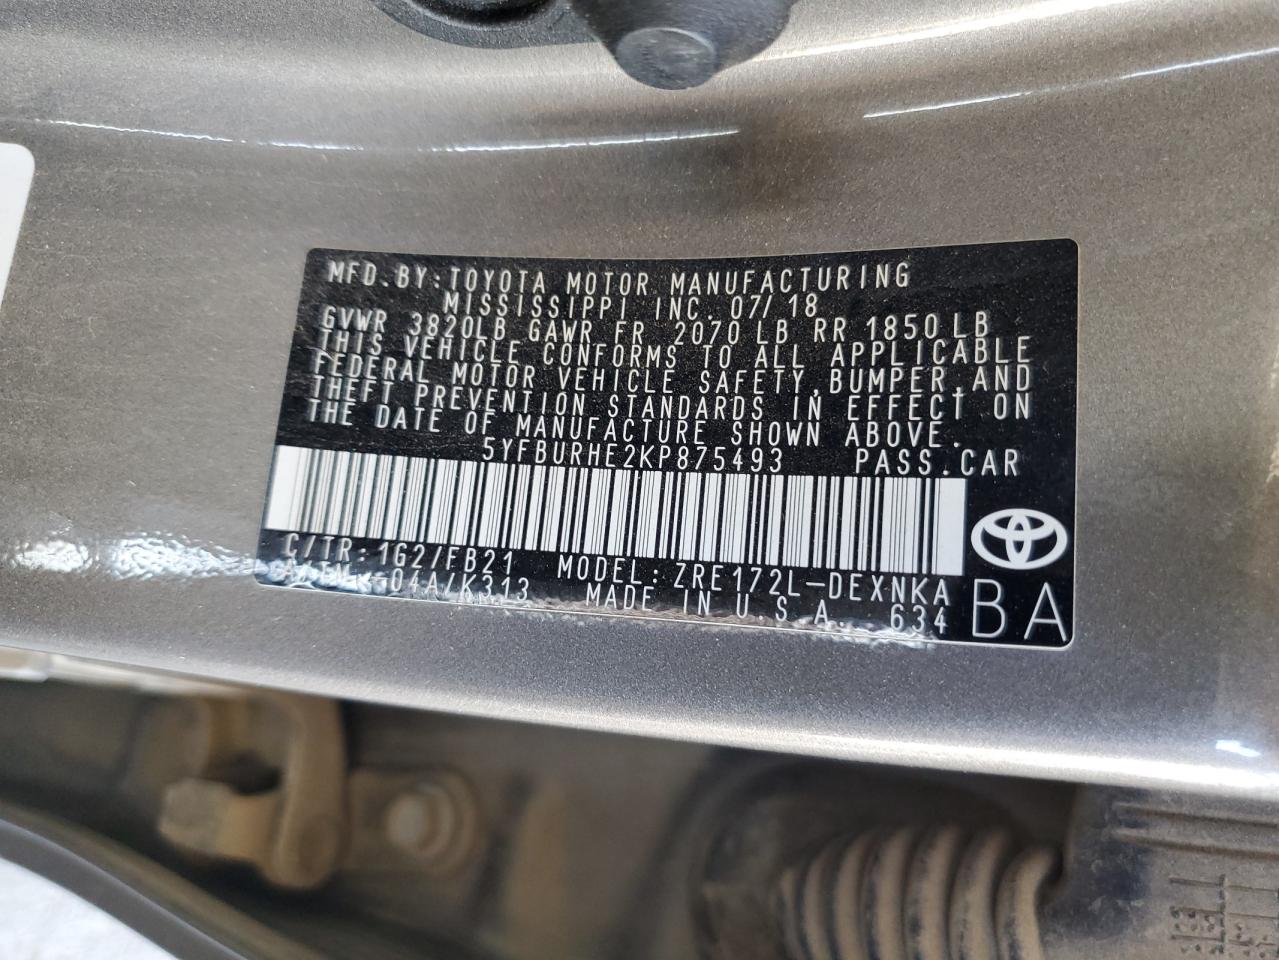 MFD.BY:TOYOTA MOTOR MANUFACTURING
MISSISSIPPI INC. 07/18
GVWR 3820LB GAWR FR 2070 LB RR 1850 LB
THIS VEHICLE CONFORMS TO ALL APPLICABLE
FEDERAL MOTOR VEHICLE SAFETY,BUMPER,AND
THEFT PREVENTION STANDARDS IN EFFECT ON
THE DATE OF MANUFACTURE SHOWN ABOVE.
5YFBURHE2KP875493 PASS.CAR
C/TR:1G2/FB21 MODEL:ZRE172L-DEXNKA
A/TM:-04A/K313 MADE IN U.S.A. 634
BA